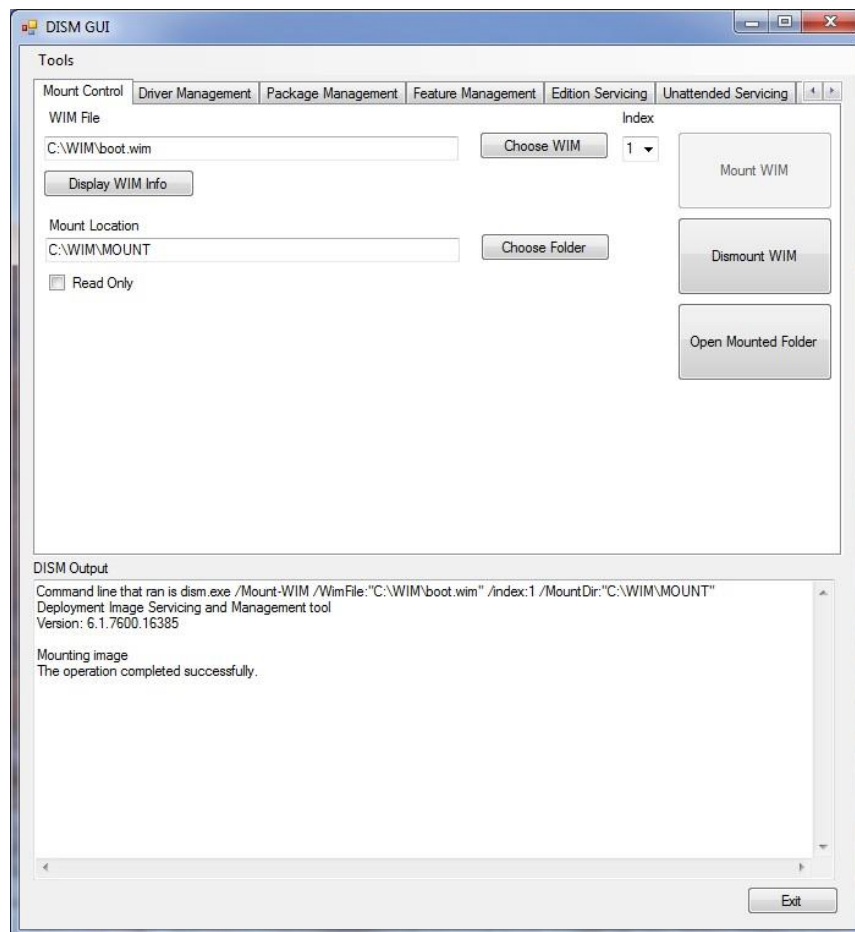 DISM GUI
Tools
Mount Control Driver Management Package Management Feature Management Edition Servicing Unattended Servicing
WIM File Index
C:\WIM\boot.wim Choose WIM 1 Mount WIM
Display WIM Info
Mount Location
C:\WIM\MOUNT Choose Folder Dismount WIM
Read Only
Open Mounted Folder
DISM Output
Command line that ran is dism.exe /Mount-WIM /WimFile:"C:\WIM\boot.wim" /index:1 /MountDir:"C:\WIM\MOUNT"
Deployment Image Servicing and Management tool
Version: 6.1.7600.16385
Mounting image
The operation completed successfully.
Exit